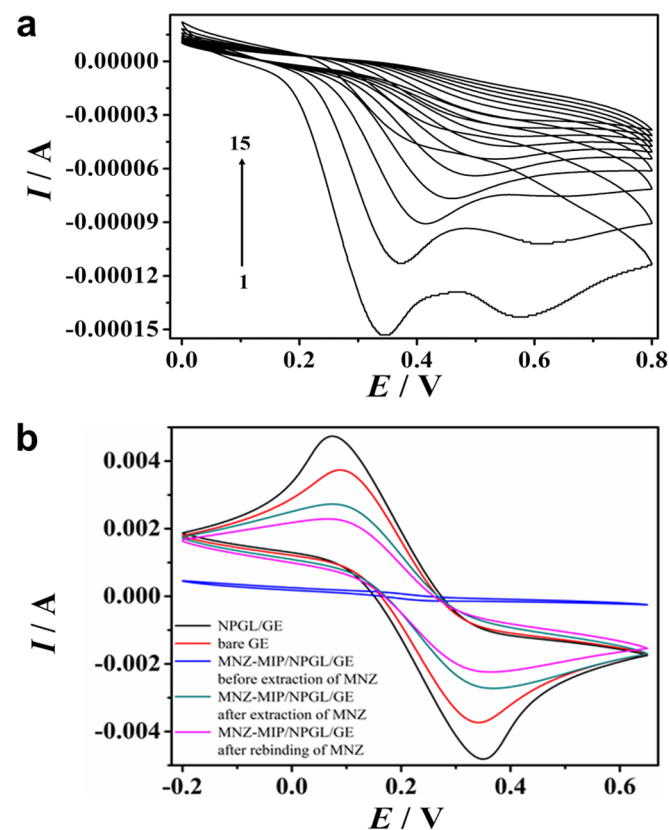 a
I / A
0.00000
-0.00003
-0.00006
-0.00009
-0.00012
-0.00015
15
1
0.0
0.2
0.4
0.6
0.8
E / V
b
I / A
0.004
0.002
0.000
-0.002
-0.004
NPGL/GE
bare GE
MNZ-MIP/NPGL/GE
before extraction of MNZ
MNZ-MIP/NPGL/GE
after extraction of MNZ
MNZ-MIP/NPGL/GE
after rebinding of MNZ
-0.2
0.0
0.2
0.4
0.6
E / V